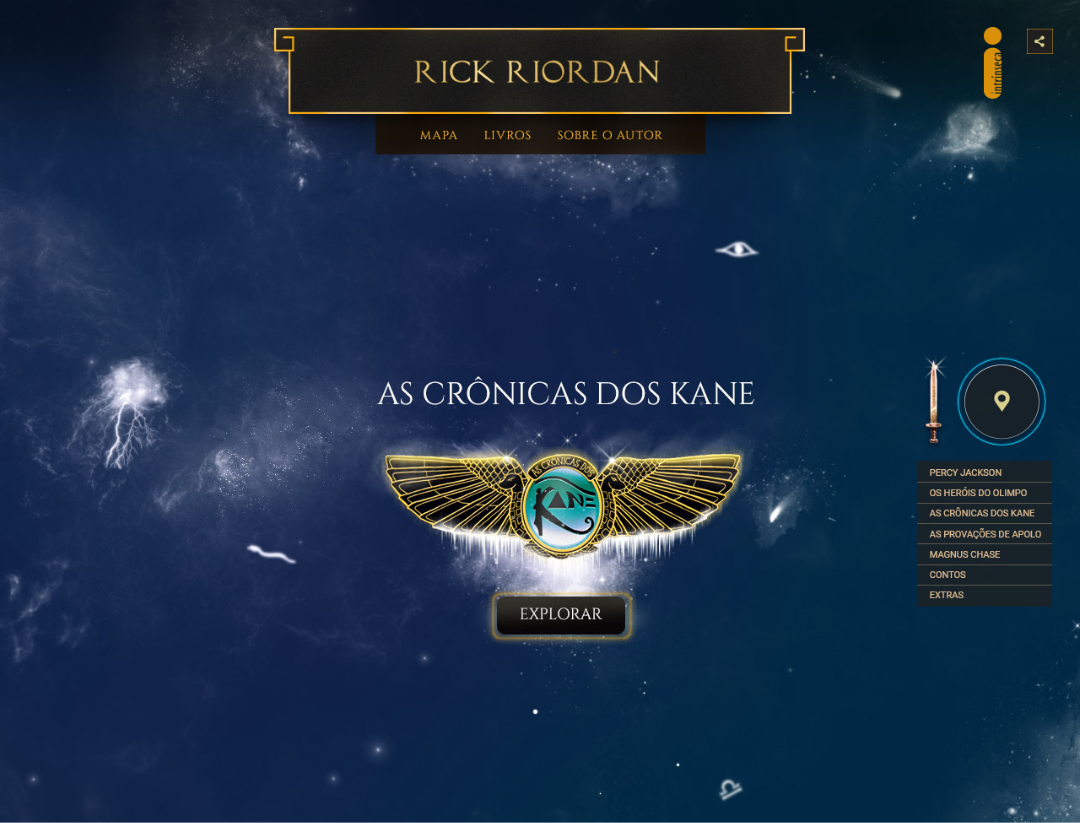 RICK RIORDAN
intrínseca
MAPA LIVROS SOBRE O AUTOR
AS CRÔNICAS DOS KANE
AS CRÔNICAS DOS
KANE
EXPLORAR
PERCY JACKSON
OS HERÓIS DO OLIMPO
AS CRÔNICAS DOS KANE
AS PROVAÇÕES DE APOLO
MAGNUS CHASE
CONTOS
EXTRAS